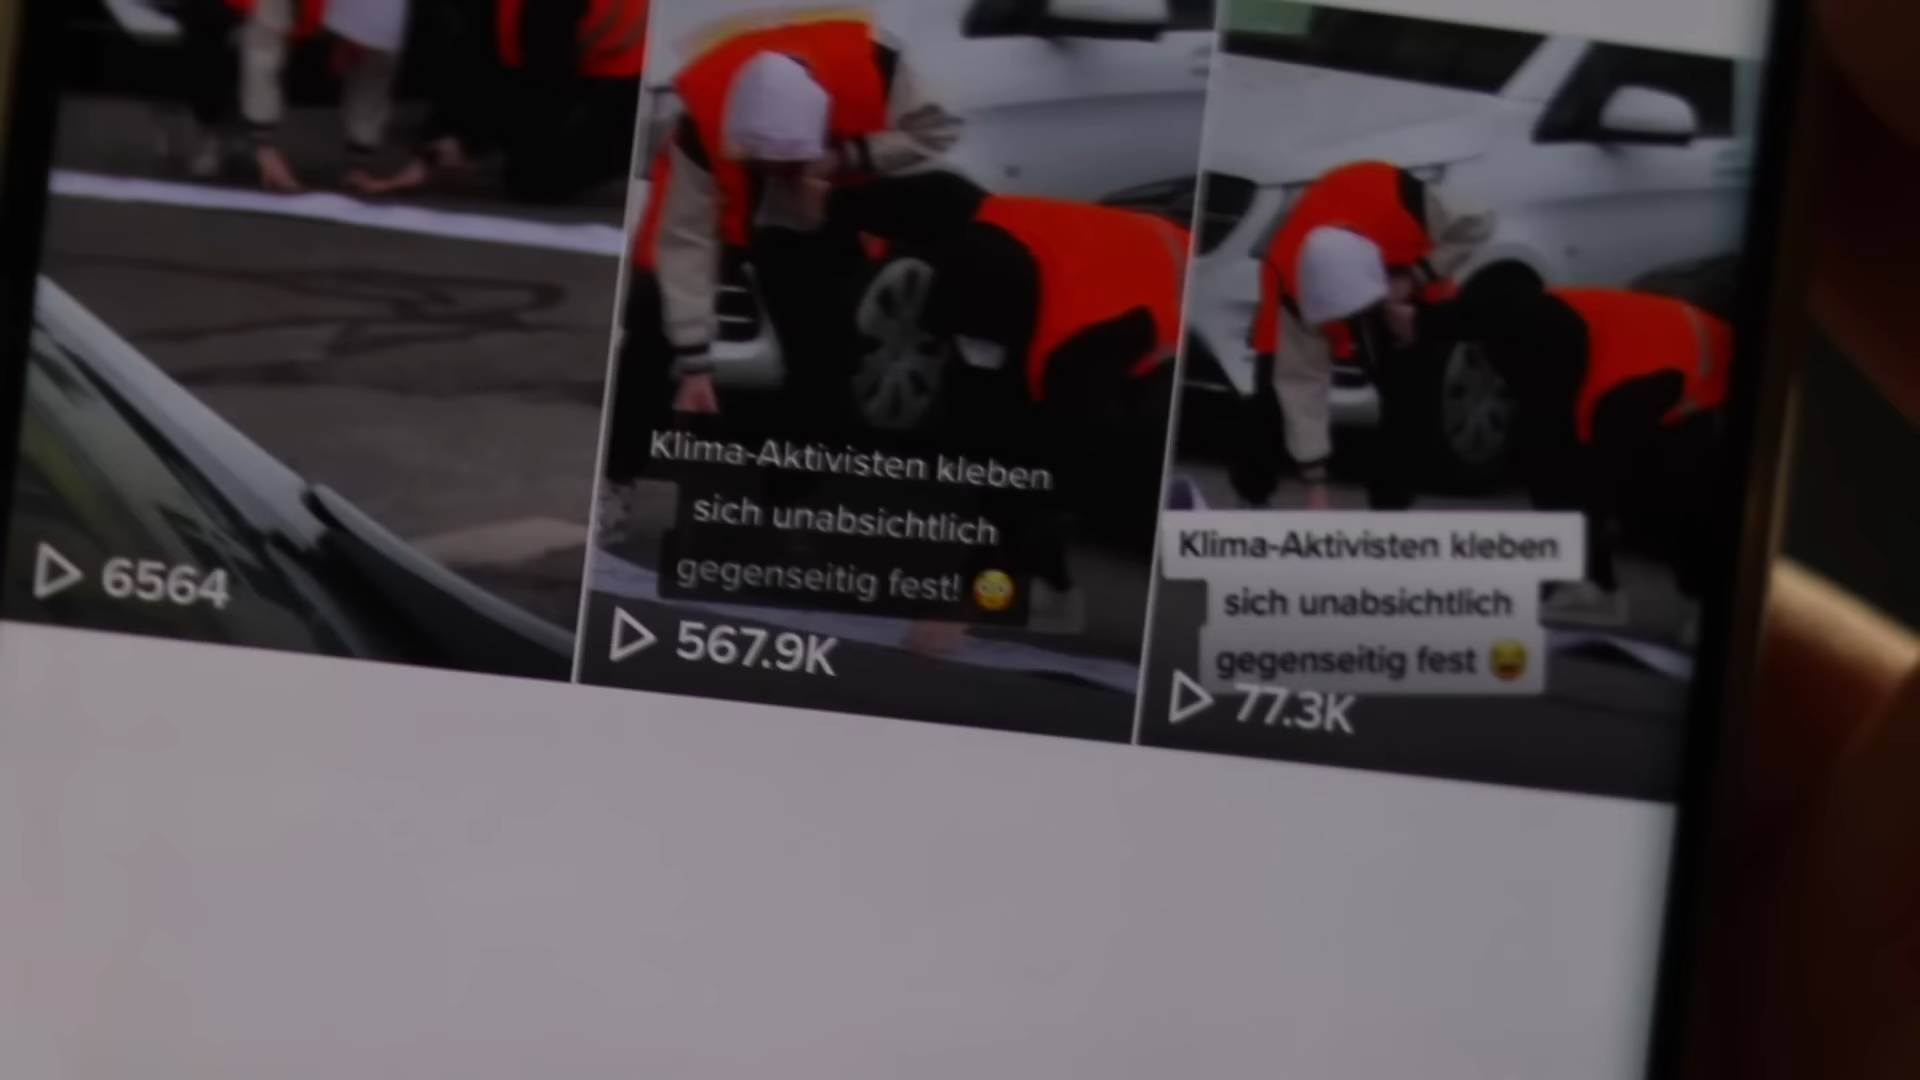 6564
Klima-Aktivisten kleben
sich unabsichtlich
gegenseitig fest! 😳
567.9K
Klima-Aktivisten kleben
sich unabsichtlich
gegenseitig fest 😅
77.3K